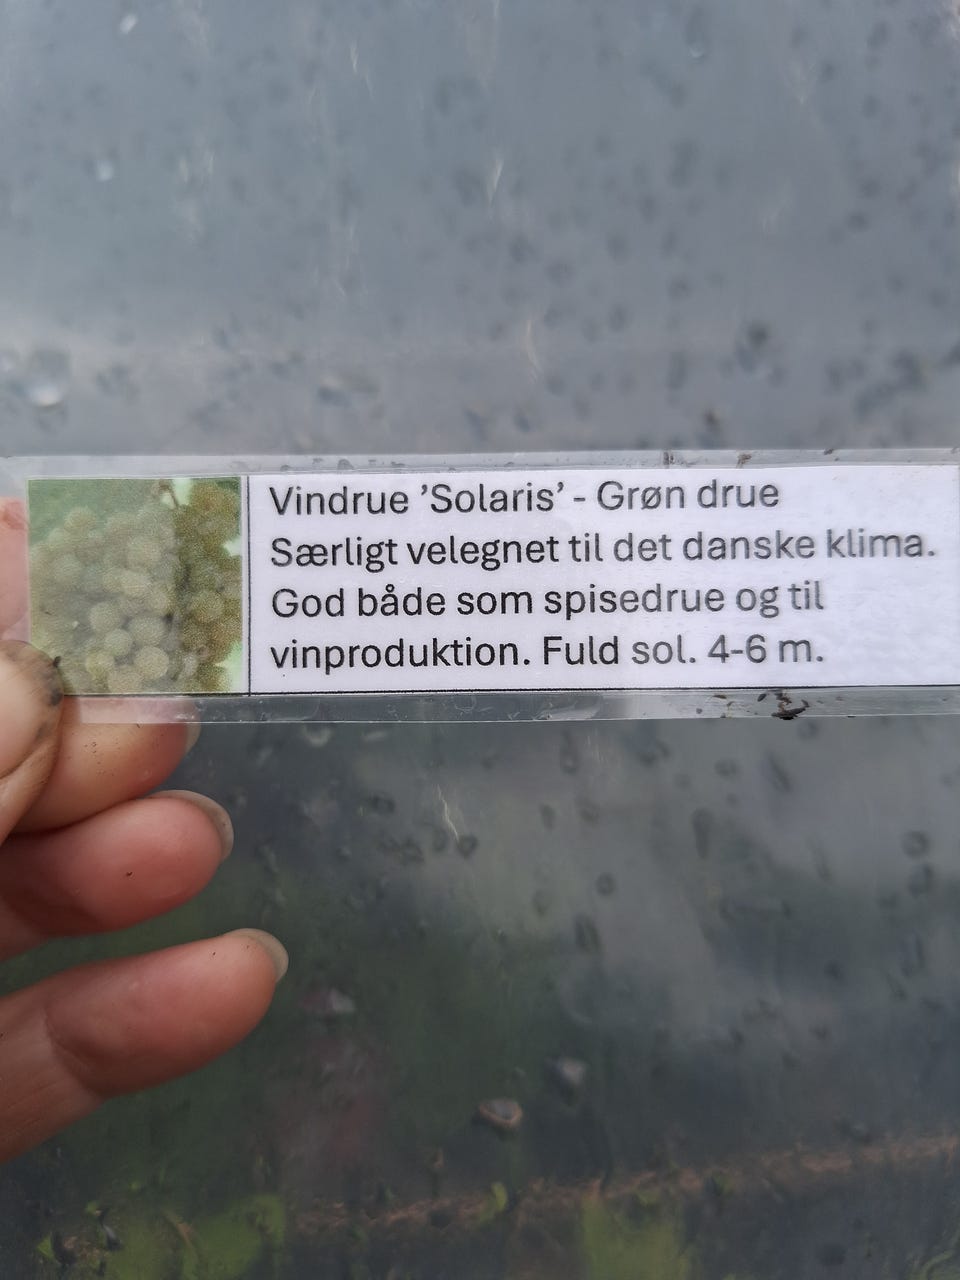 Vindrue ’Solaris’ - Grøn drue
Særligt velegnet til det danske klima.
God både som spisedrue og til
vinproduktion. Fuld sol. 4-6 m.